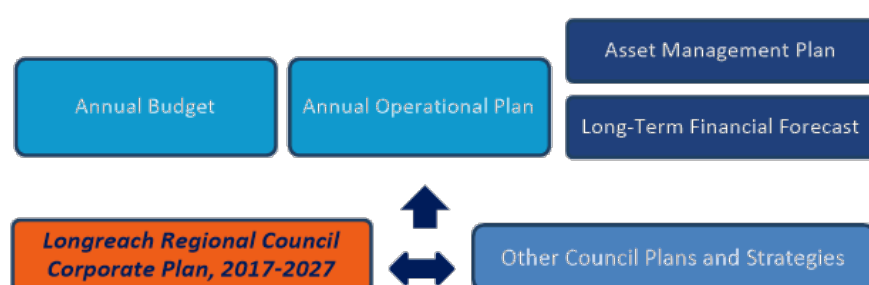 Asset Management Plan
Annual Budget
Annual Operational Plan
Long-Term Financial Forecast
Longreach Regional Council
Corporate Plan, 2017-2027
Other Council Plans and Strategies